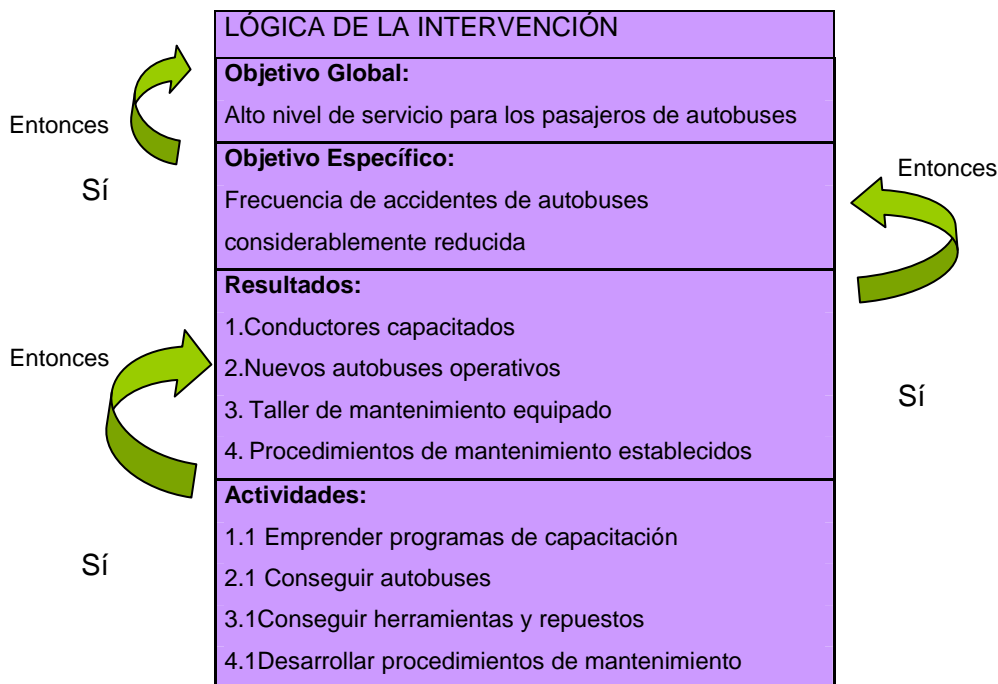 LÓGICA DE LA INTERVENCIÓN
Objetivo Global:
Alto nivel de servicio para los pasajeros de autobuses
Entonces
Sí
Objetivo Específico:
Frecuencia de accidentes de autobuses
considerablemente reducida
Entonces
Sí
Resultados:
1.Conductores capacitados
2.Nuevos autobuses operativos
3. Taller de mantenimiento equipado
4. Procedimientos de mantenimiento establecidos
Entonces
Sí
Actividades:
1.1 Emprender programas de capacitación
2.1 Conseguir autobuses
3.1Conseguir herramientas y repuestos
4.1Desarrollar procedimientos de mantenimiento